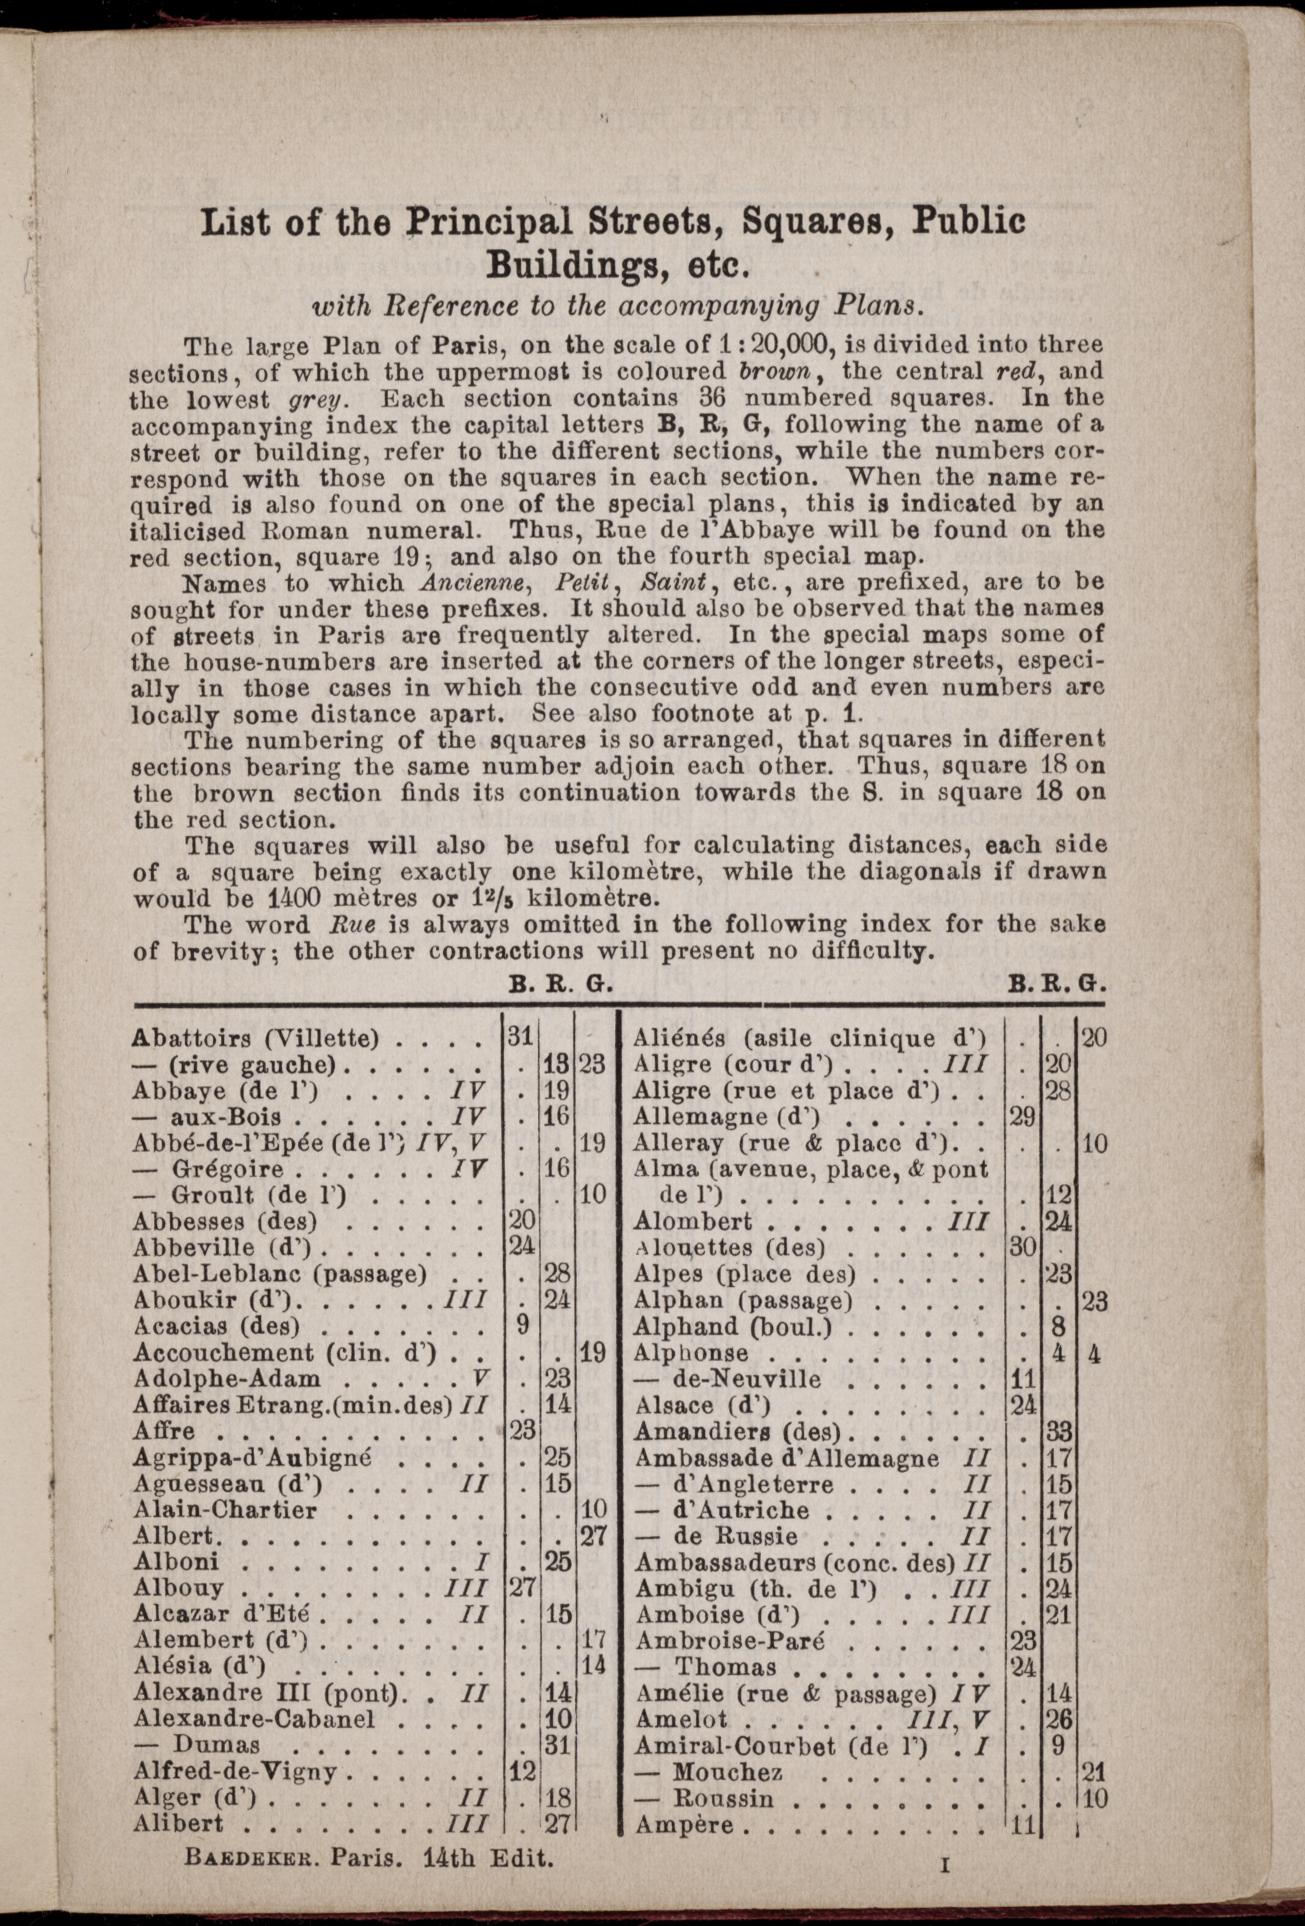 List of the Principal Streets, Squares, Public
Buildings, etc.
with Reference to the accompanying Plans.
The large Plan of Paris, on the scale of 1 : 20,000, is divided into three
sections, of which the uppermost is coloured brown, the central red, and
the lowest grey. Each section contains 36 numbered squares. In the
accompanying index the capital letters B, R, G, following the name of a
street or building, refer to the different sections, while the numbers cor-
respond with those on the squares in each section. When the name re-
quired is also found on one of the special plans, this is indicated by an
italicised Roman numeral. Thus, Rue de l'Abbaye will be found on the
red section, square 19; and also on the fourth special map.
Names to which Ancienne, Petit, Saint, etc., are prefixed, are to be
sought for under these prefixes. It should also be observed that the names
of streets in Paris are frequently altered. In the special maps some of
the house-numbers are inserted at the corners of the longer streets, especi-
ally in those cases in which the consecutive odd and even numbers are
locally some distance apart. See also footnote at p. 1.
The numbering of the squares is so arranged, that squares in different
sections bearing the same number adjoin each other. Thus, square 18 on
the brown section finds its continuation towards the S. in square 18 on
the red section.
The squares will also be useful for calculating distances, each side
of a square being exactly one kilomètre, while the diagonals if drawn
would be 1400 mètres or 1 2/5 kilomètre.
The word Rue is always omitted in the following index for the sake
of brevity; the other contractions will present no difficulty.
B. R. G.
Abattoirs (Villette) . . . . 31
— (rive gauche) . . . . . . . 13 23
Abbaye (de l') . . . . IV . 19
— aux-Bois . . . . . . IV . 16
Abbé-de-l'Epée (de l') IV, V . . 19
— Grégoire . . . . . . IV . 16
— Groult (de l') . . . . . . . 10
Abbesses (des) . . . . . . 20
Abbeville (d') . . . . . . . 24
Abel-Leblanc (passage) . . . 28
Aboukir (d') . . . . . . III . 24
Acacias (des) . . . . . . . 9
Accouchement (clin. d') . . . . 19
Adolphe-Adam . . . . . V . 23
Affaires Etrang. (min. des) II . 14
Affre . . . . . . . . . . . 23
Agrippa-d'Aubigné . . . . . 25
Aguesseau (d') . . . . II . 15
Alain-Chartier . . . . . . . . 10
Albert . . . . . . . . . . . . 27
Alboni . . . . . . . . . . I . 25
Albouy . . . . . . . . III 27
Alcazar d'Eté . . . . . II . 15
Alembert (d') . . . . . . . . . 17
Alésia (d') . . . . . . . . . . 14
Alexandre III (pont) . . II . 14
Alexandre-Cabanel . . . . . 10
— Dumas . . . . . . . . . 31
Alfred-de-Vigny . . . . . . 12
Alger (d') . . . . . . . II . 18
Alibert . . . . . . . . III . 27
B. R. G.
Aliénés (asile clinique d') . . 20
Aligre (cour d') . . . . III . 20
Aligre (rue et place d') . . . 28
Allemagne (d') . . . . . . 29
Alleray (rue & place d') . . . . 10
Alma (avenue, place, & pont
de l') . . . . . . . . . . . . 12
Alombert . . . . . . . III . 24
Alouettes (des) . . . . . . 30 .
Alpes (place des) . . . . . . 23
Alphan (passage) . . . . . . . 23
Alphand (boul.) . . . . . . . 8
Alphonse . . . . . . . . . . . 4 4
— de-Neuville . . . . . . 11
Alsace (d') . . . . . . . . 24
Amandiers (des) . . . . . . . 33
Ambassade d'Allemagne II . 17
— d'Angleterre . . . . II . 15
— d'Autriche . . . . . II . 17
— de Russie . . . . . II . 17
Ambassadeurs (conc. des) II . 15
Ambigu (th. de l') . . III . 24
Amboise (d') . . . . . III . 21
Ambroise-Paré . . . . . . 23
— Thomas . . . . . . . . 24
Amélie (rue & passage) IV . 14
Amelot . . . . . . III, V . 26
Amiral-Courbet (de l') . I . 9
— Mouchez . . . . . . . . . 21
— Roussin . . . . . . . . . . 10
Ampère . . . . . . . . . . 11
BAEDEKER. Paris. 14th Edit. I